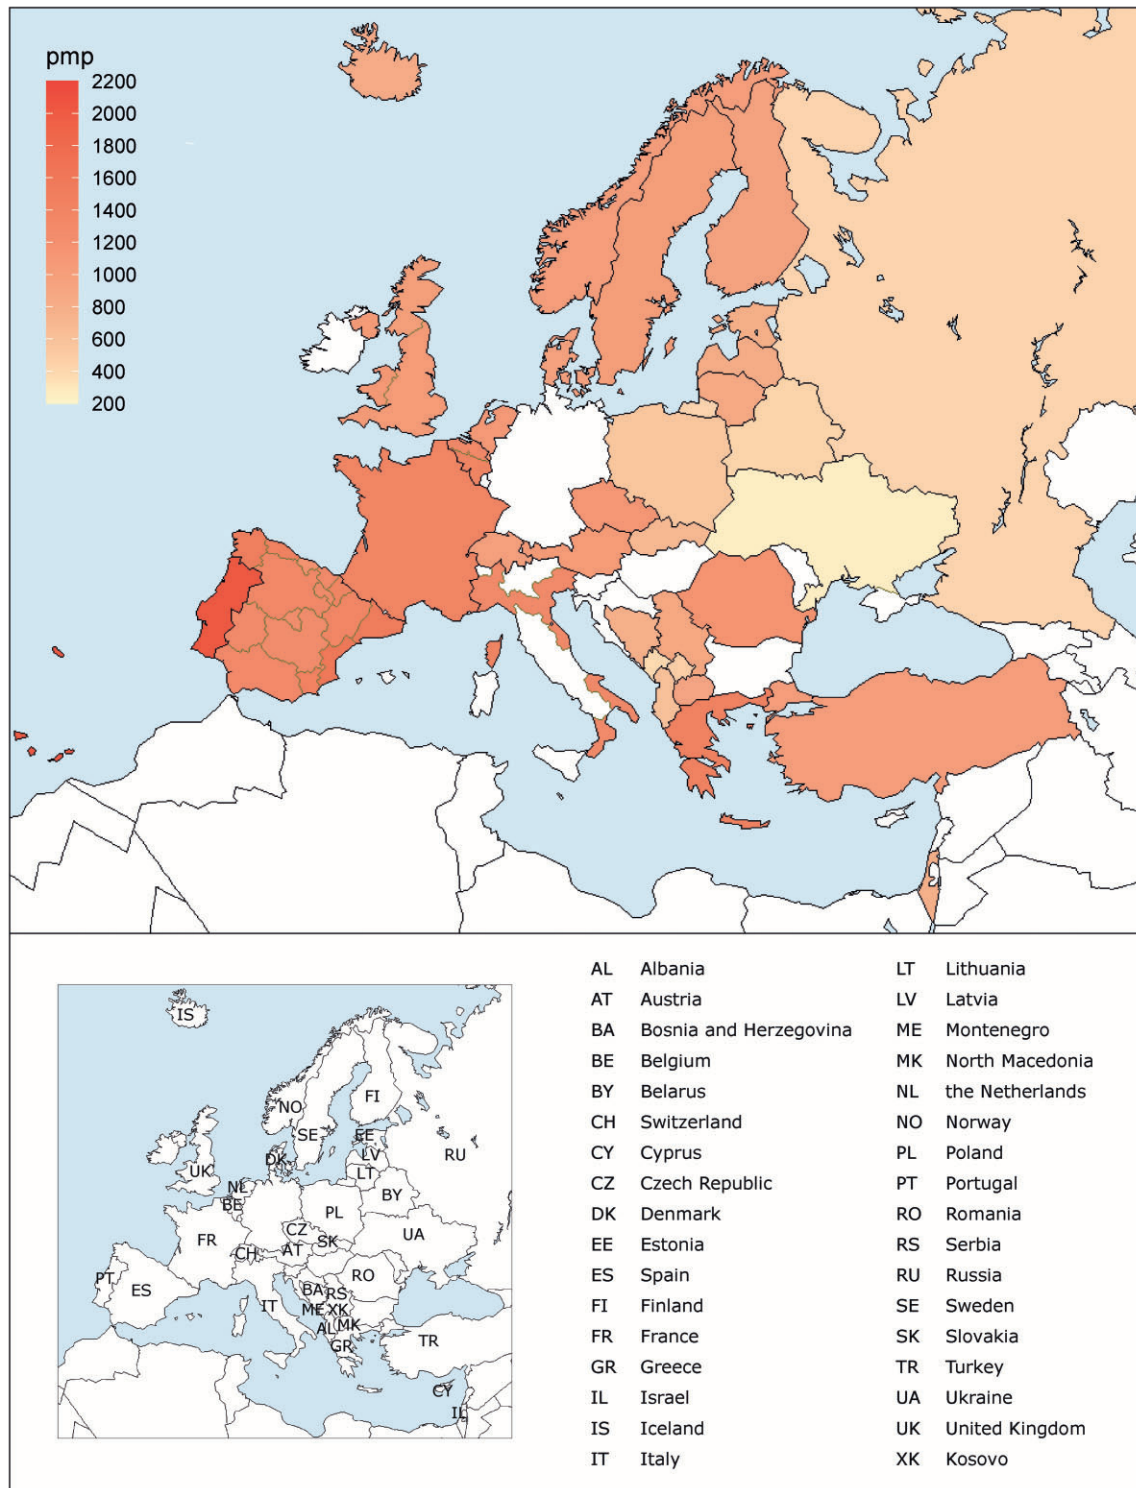 pmp
2200
2000
1800
1600
1400
1200
1000
800
600
400
200
IS
NO
FI
SE
EE
DK
LV
RU
LT
UK
NL
BY
BE
PL
CZ
UA
FR
SK
CH
AT
RO
PT
ES
BA
RS
IT
ME
XK
AL
MK
GR
TR
CY
IL
AL Albania
AT Austria
BA Bosnia and Herzegovina
BE Belgium
BY Belarus
CH Switzerland
CY Cyprus
CZ Czech Republic
DK Denmark
EE Estonia
ES Spain
FI Finland
FR France
GR Greece
IL Israel
IS Iceland
IT Italy
LT Lithuania
LV Latvia
ME Montenegro
MK North Macedonia
NL the Netherlands
NO Norway
PL Poland
PT Portugal
RO Romania
RS Serbia
RU Russia
SE Sweden
SK Slovakia
TR Turkey
UA Ukraine
UK United Kingdom
XK Kosovo